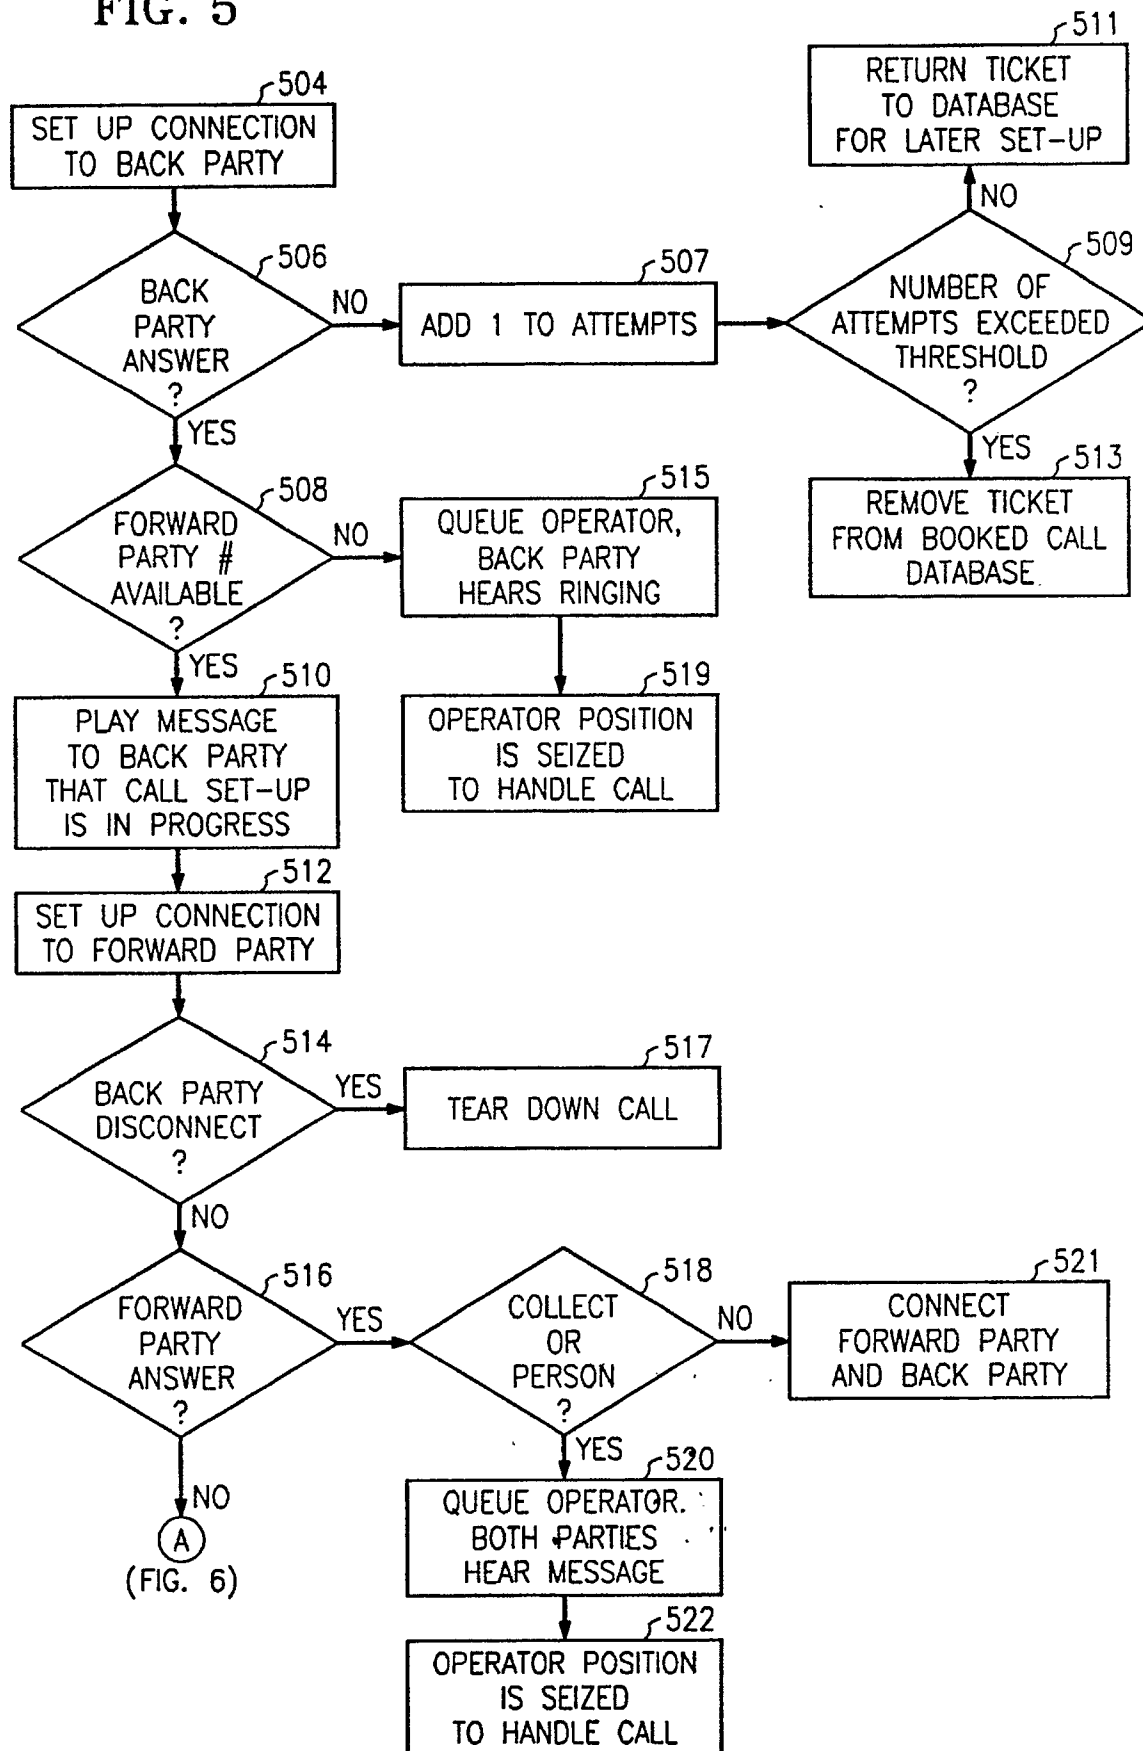 FIG. 5
504
SET UP CONNECTION
TO BACK PARTY
506
BACK
PARTY
ANSWER
?
NO
YES
507
ADD 1 TO ATTEMPTS
509
NUMBER OF
ATTEMPTS EXCEEDED
THRESHOLD
?
NO
YES
511
RETURN TICKET
TO DATABASE
FOR LATER SET-UP
513
REMOVE TICKET
FROM BOOKED CALL
DATABASE
508
FORWARD
PARTY #
AVAILABLE
?
NO
YES
515
QUEUE OPERATOR,
BACK PARTY
HEARS RINGING
519
OPERATOR POSITION
IS SEIZED
TO HANDLE CALL
510
PLAY MESSAGE
TO BACK PARTY
THAT CALL SET-UP
IS IN PROGRESS
512
SET UP CONNECTION
TO FORWARD PARTY
514
BACK PARTY
DISCONNECT
?
YES
NO
517
TEAR DOWN CALL
516
FORWARD
PARTY
ANSWER
?
YES
NO
A
(FIG. 6)
518
COLLECT
OR
PERSON
?
NO
YES
521
CONNECT
FORWARD PARTY
AND BACK PARTY
520
QUEUE OPERATOR.
BOTH PARTIES
HEAR MESSAGE
522
OPERATOR POSITION
IS SEIZED
TO HANDLE CALL